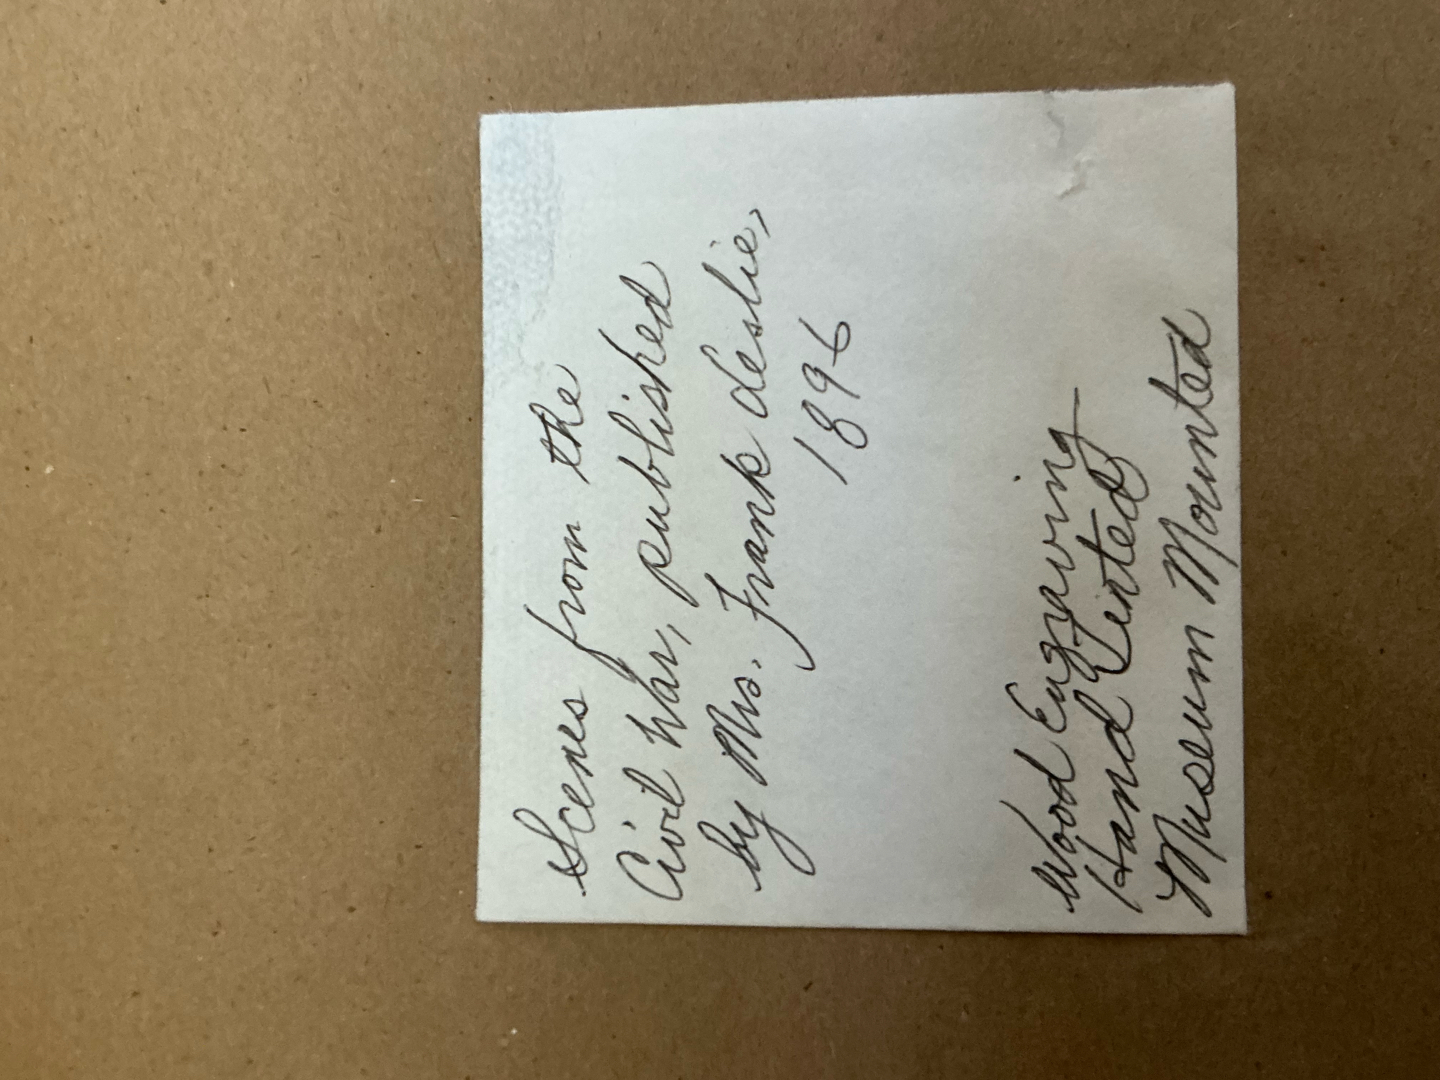 Scenes from the
Civil War, published
by Mrs. Frank Leslie,
1896
Wood Engraving
Hand Tinted
Museum Mounted